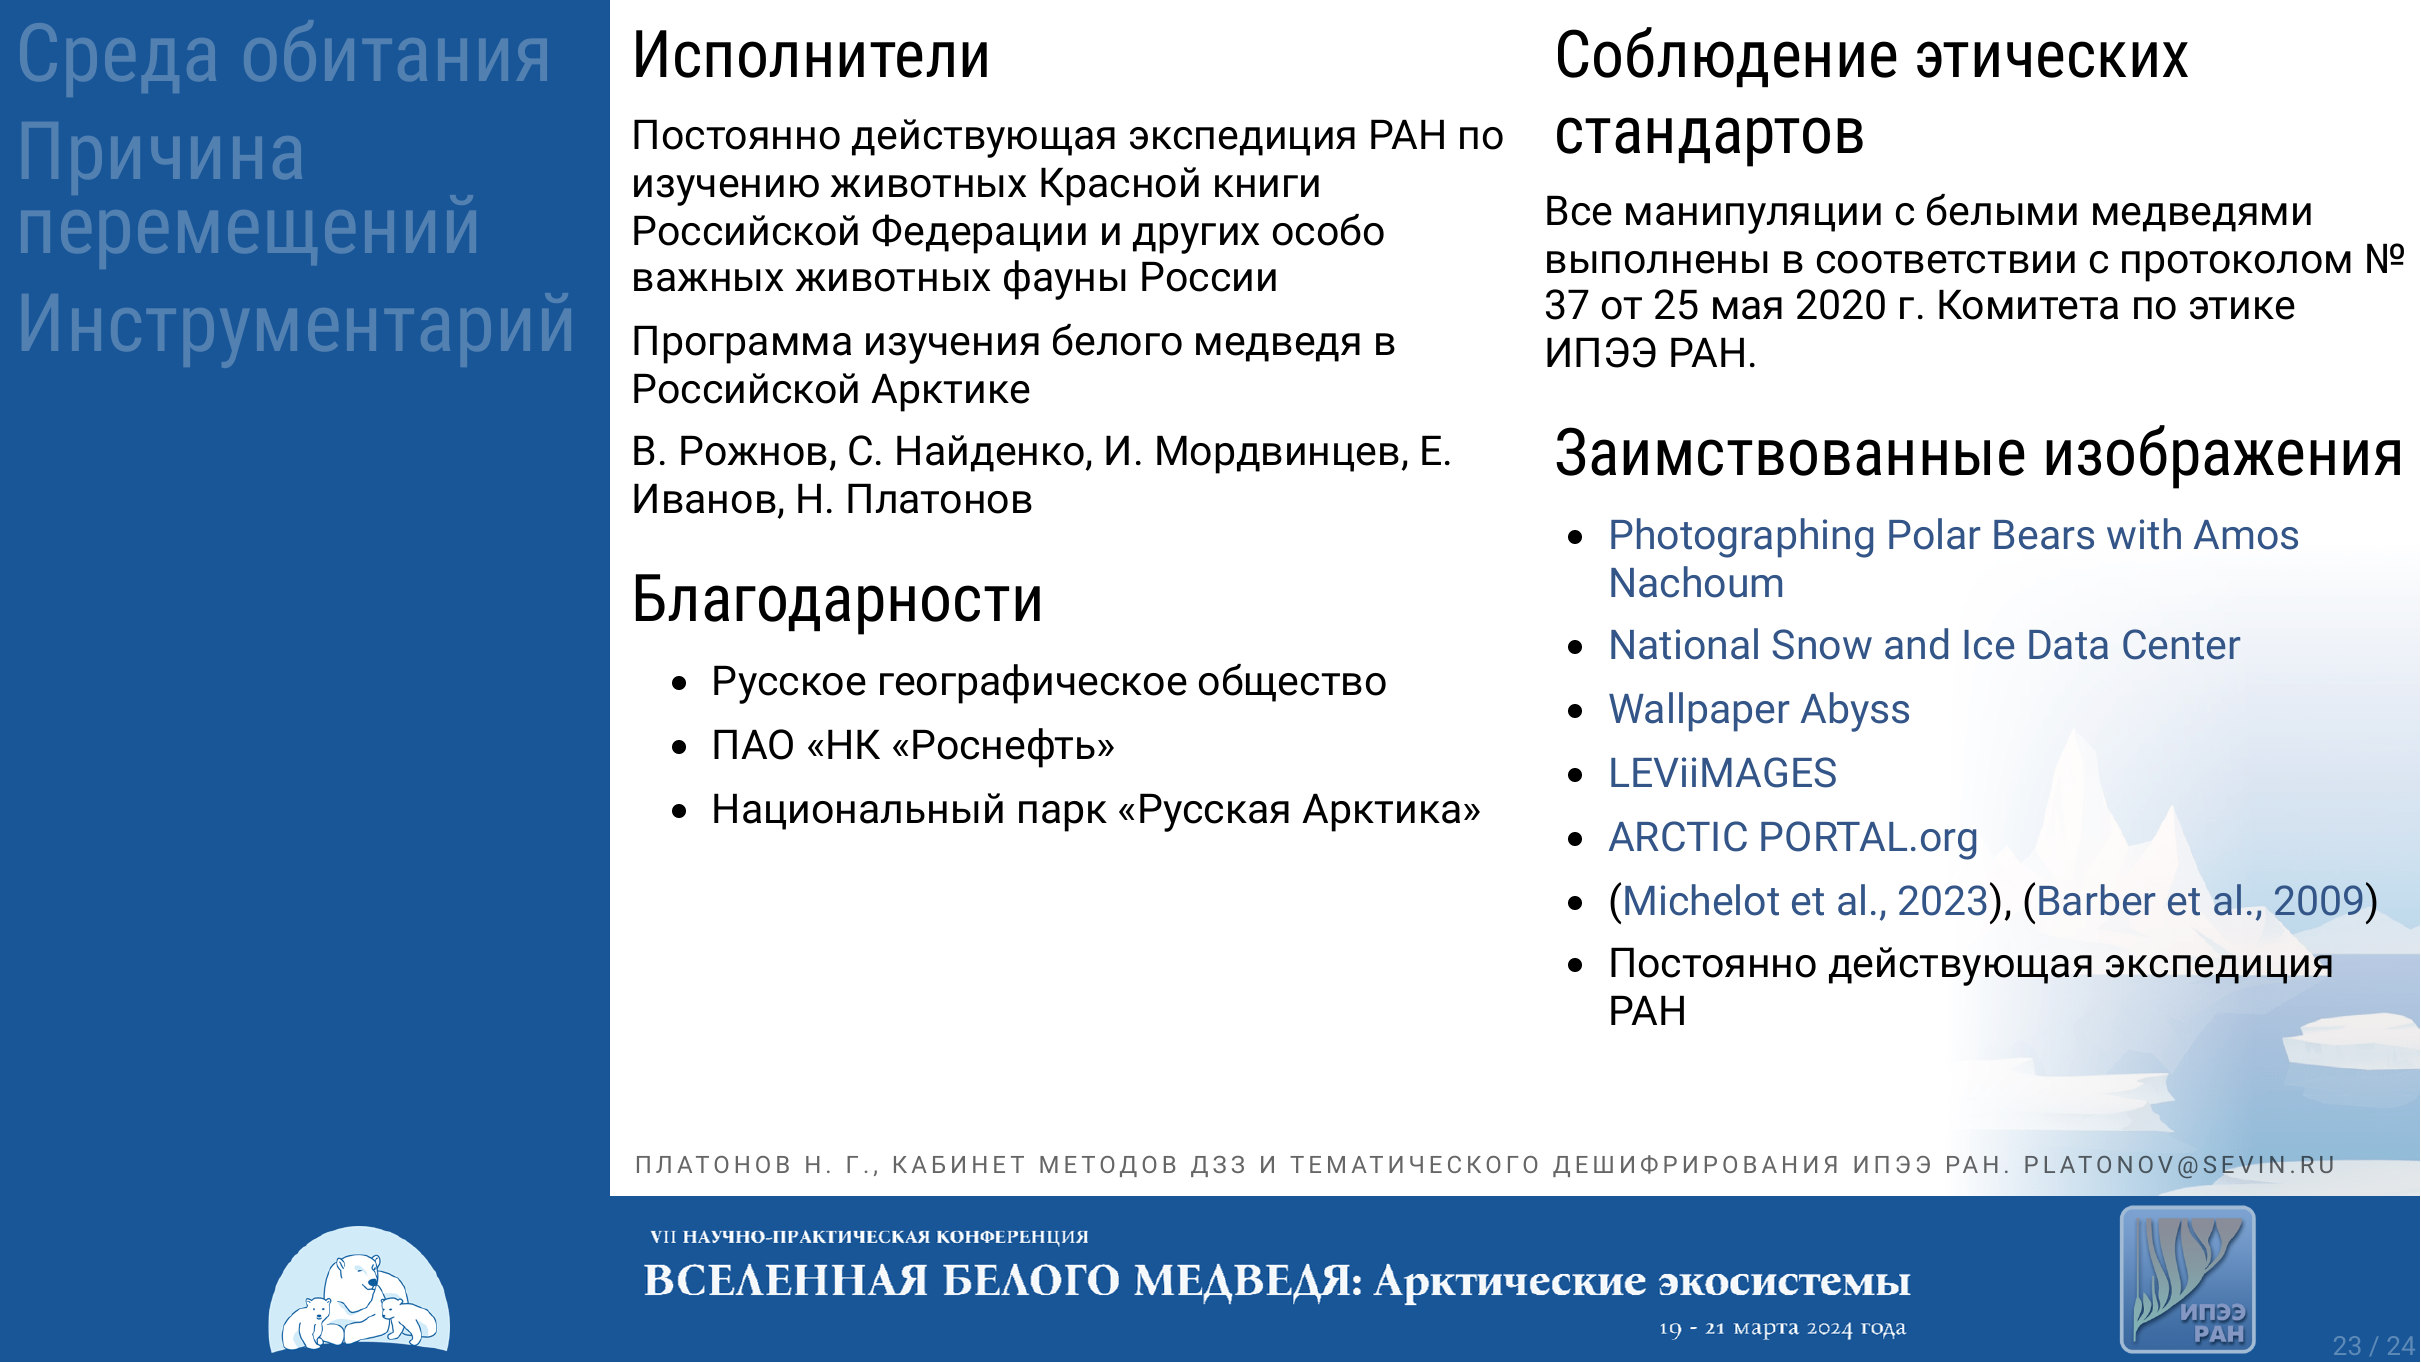 Среда обитания
Причина
перемещений
Инструментарий
Исполнители
Постоянно действующая экспедиция РАН по
изучению животных Красной книги
Российской Федерации и других особо
важных животных фауны России
Программа изучения белого медведя в
Российской Арктике
В. Рожнов, С. Найденко, И. Мордвинцев, Е.
Иванов, Н. Платонов
Благодарности
• Русское географическое общество
• ПАО «НК «Роснефть»
• Национальный парк «Русская Арктика»
Соблюдение этических
стандартов
Все манипуляции с белыми медведями
выполнены в соответствии с протоколом №
37 от 25 мая 2020 г. Комитета по этике
ИПЭЭ РАН.
Заимствованные изображения
• Photographing Polar Bears with Amos
Nachoum
• National Snow and Ice Data Center
• Wallpaper Abyss
• LEViiMAGES
• ARCTIC PORTAL.org
• (Michelot et al., 2023), (Barber et al., 2009)
• Постоянно действующая экспедиция
РАН
ПЛАТОНОВ Н. Г., КАБИНЕТ МЕТОДОВ ДЗЗ И ТЕМАТИЧЕСКОГО ДЕШИФРИРОВАНИЯ ИПЭЭ РАН. PLATONOV@SEVIN.RU
VII НАУЧНО-ПРАКТИЧЕСКАЯ КОНФЕРЕНЦИЯ
ВСЕЛЕННАЯ БЕЛОГО МЕДВЕДЯ: Арктические экосистемы
19 - 21 марта 2024 года
ИПЭЭ
РАН
23 / 24